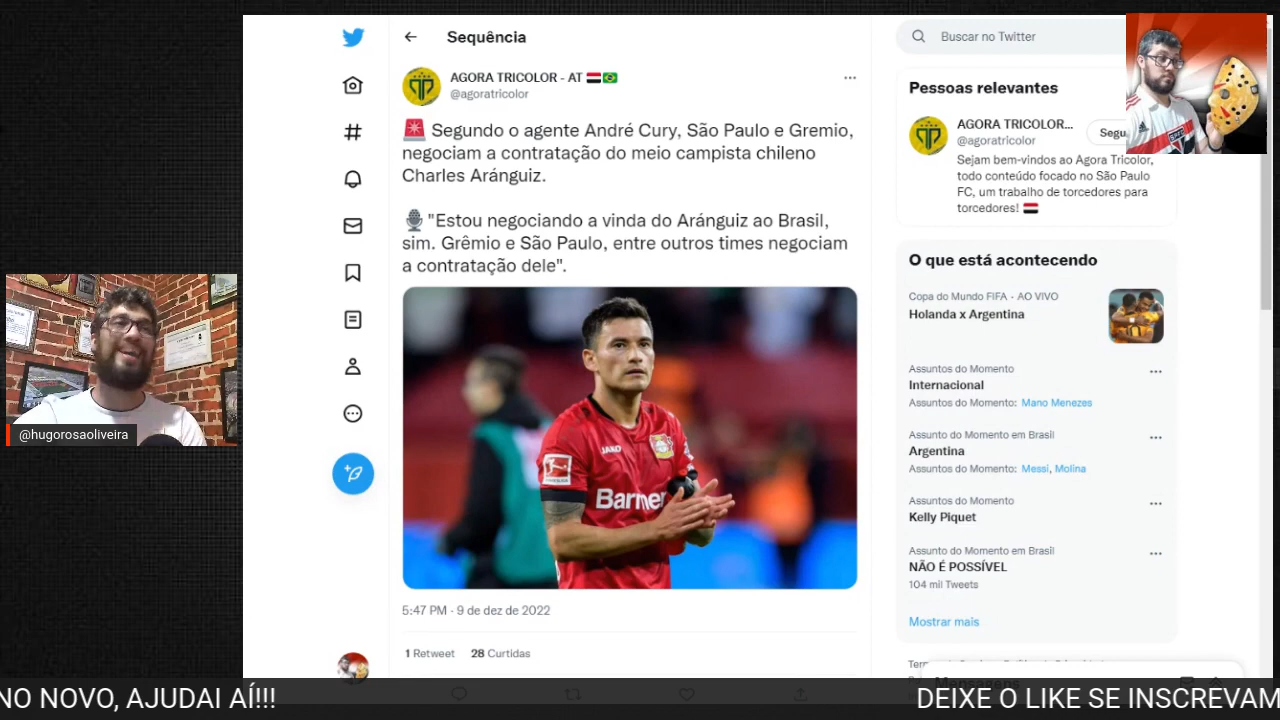 Sequência
AGORA TRICOLOR - AT
@agoratricolor
Segundo o agente André Cury, São Paulo e Gremio,
negociam a contratação do meio campista chileno
Charles Aránguiz.
"Estou negociando a vinda do Aránguiz ao Brasil,
sim. Grêmio e São Paulo, entre outros times negociam
a contratação dele".
JAKO
Barme
5:47 PM · 9 de dez de 2022
1 Retweet 28 Curtidas
Buscar no Twitter
Pessoas relevantes
AGORA TRICOLOR...
@agoratricolor
Segu
Sejam bem-vindos ao Agora Tricolor,
todo conteúdo focado no São Paulo
FC, um trabalho de torcedores para
torcedores!
O que está acontecendo
Copa do Mundo FIFA · AO VIVO
Holanda x Argentina
Assuntos do Momento
Internacional
Assuntos do Momento: Mano Menezes
Assunto do Momento em Brasil
Argentina
Assuntos do Momento: Messi, Molina
Assuntos do Momento
Kelly Piquet
Assunto do Momento em Brasil
NÃO É POSSÍVEL
104 mil Tweets
Mostrar mais
Mensagens
@hugorosaoliveira
NO NOVO, AJUDAI AÍ!!!
DEIXE O LIKE SE INSCREVAM